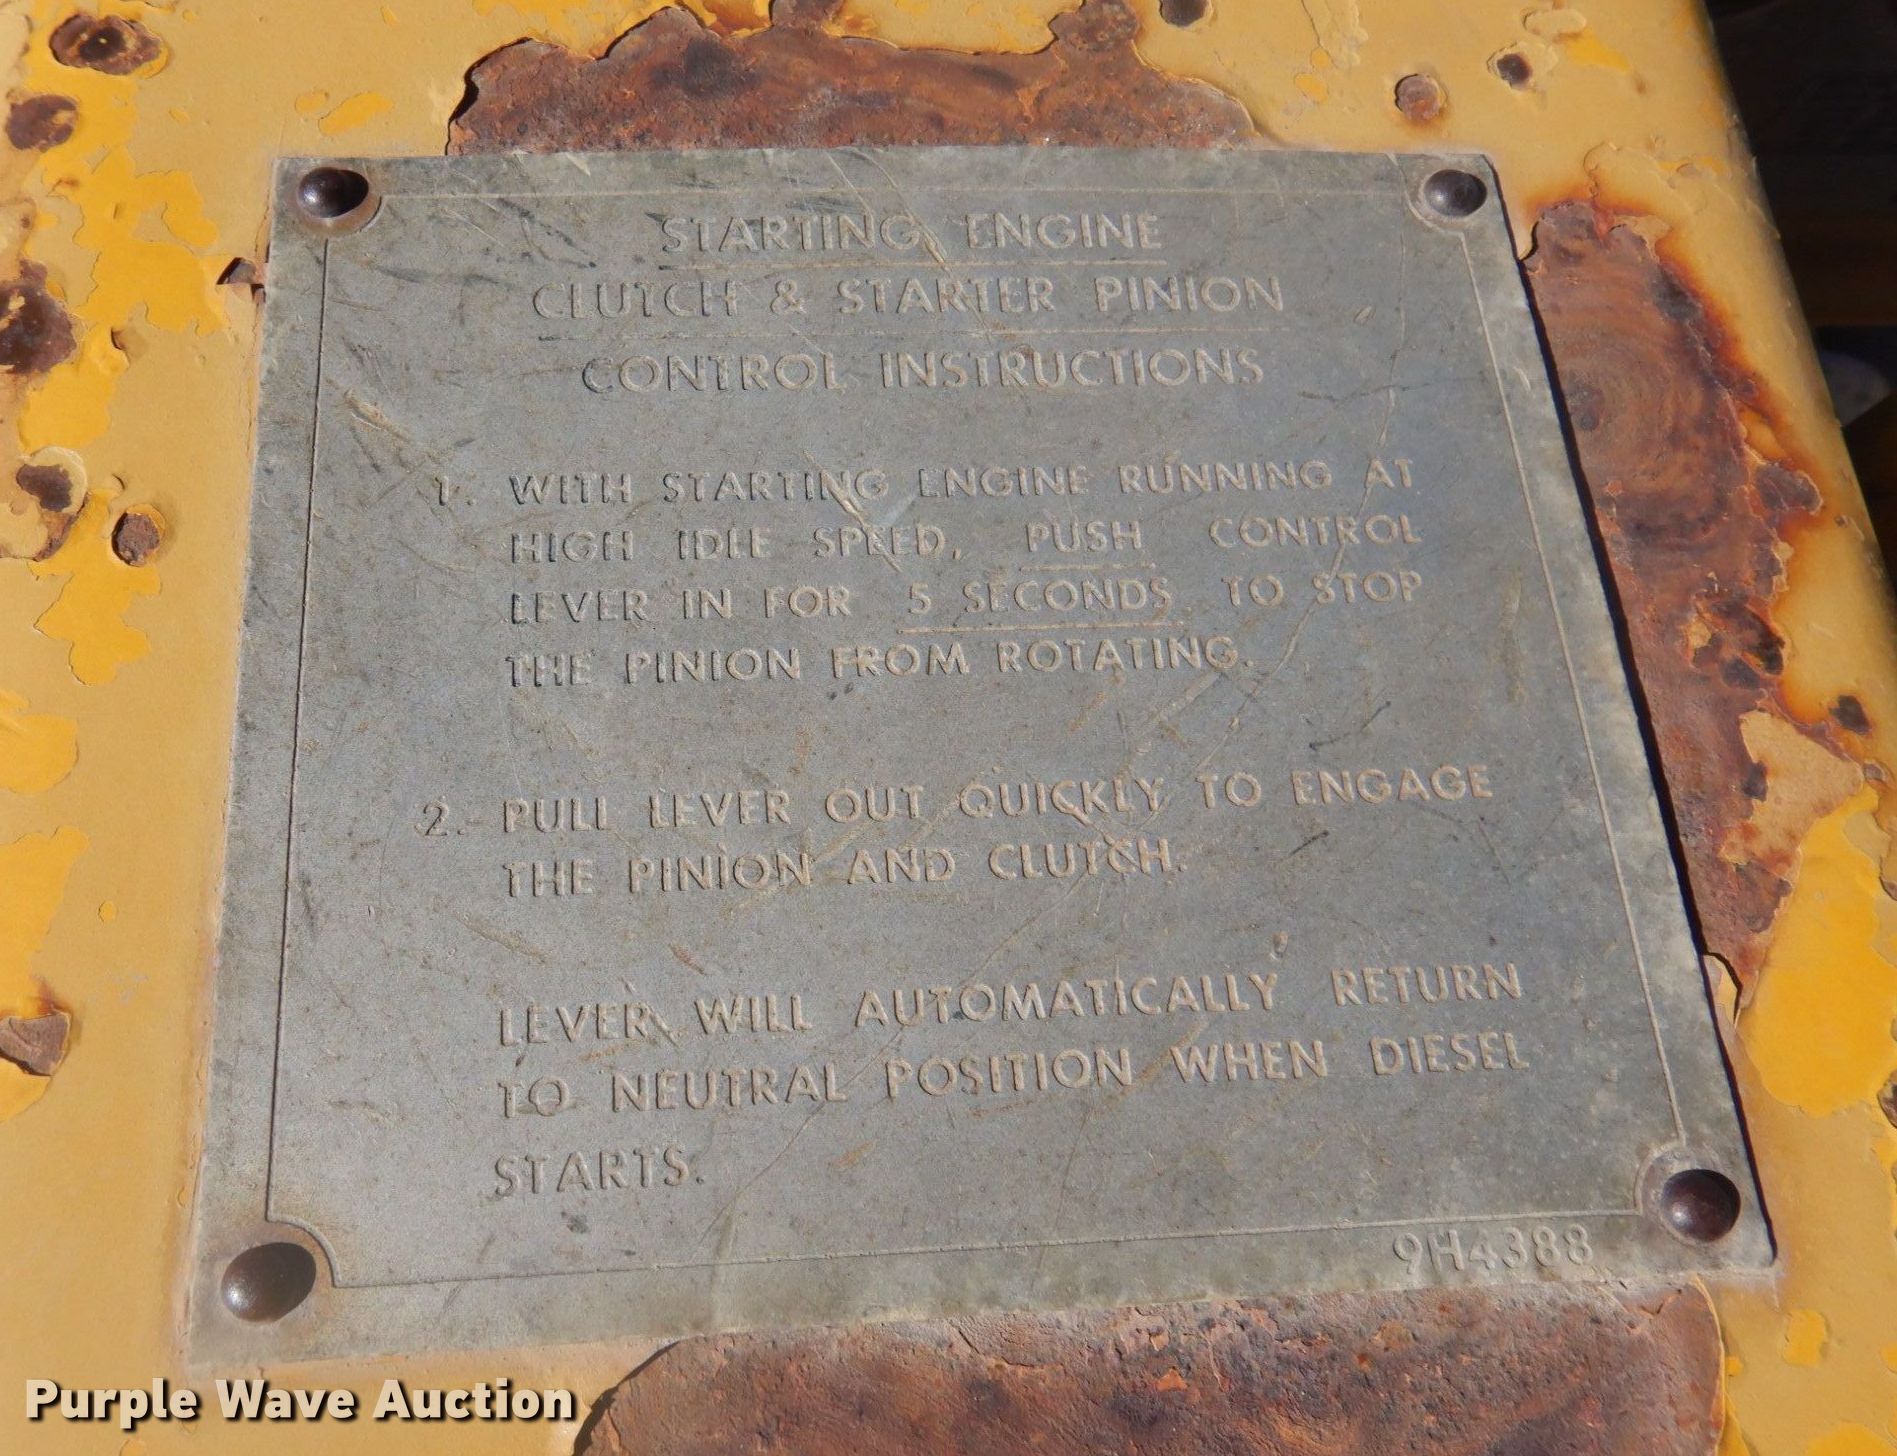 STARTING ENGINE
CLUTCH & STARTER PINION
CONTROL INSTRUCTIONS
1. WITH STARTING ENGINE RUNNING AT
HIGH IDLE SPEED, PUSH CONTROL
LEVER IN FOR 5 SECONDS TO STOP
THE PINION FROM ROTATING.
2. PULL LEVER OUT QUICKLY TO ENGAGE
THE PINION AND CLUTCH.
LEVER WILL AUTOMATICALLY RETURN
TO NEUTRAL POSITION WHEN DIESEL
STARTS.
9H4388
Purple Wave Auction